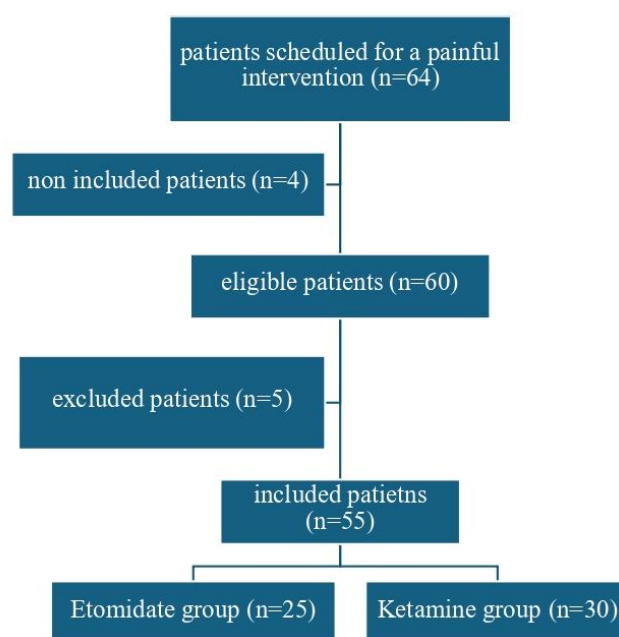 patients scheduled for a painful
intervention (n=64)
non included patients (n=4)
eligible patients (n=60)
excluded patients (n=5)
included patietns
(n=55)
Etomidate group (n=25)
Ketamine group (n=30)